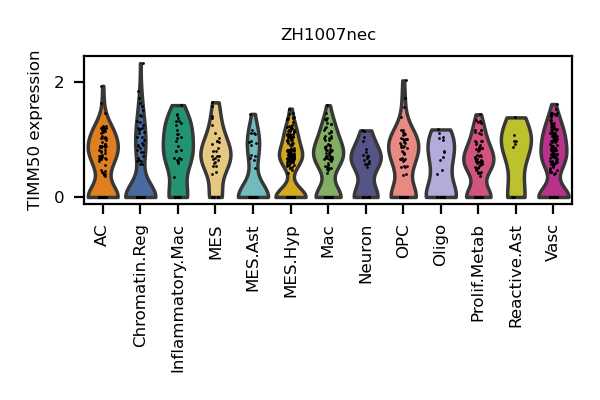 ZH1007nec
TIMM50 expression
2
0
AC
Chromatin.Reg
Inflammatory.Mac
MES
MES.Ast
MES.Hyp
Mac
Neuron
OPC
Oligo
Prolif.Metab
Reactive.Ast
Vasc